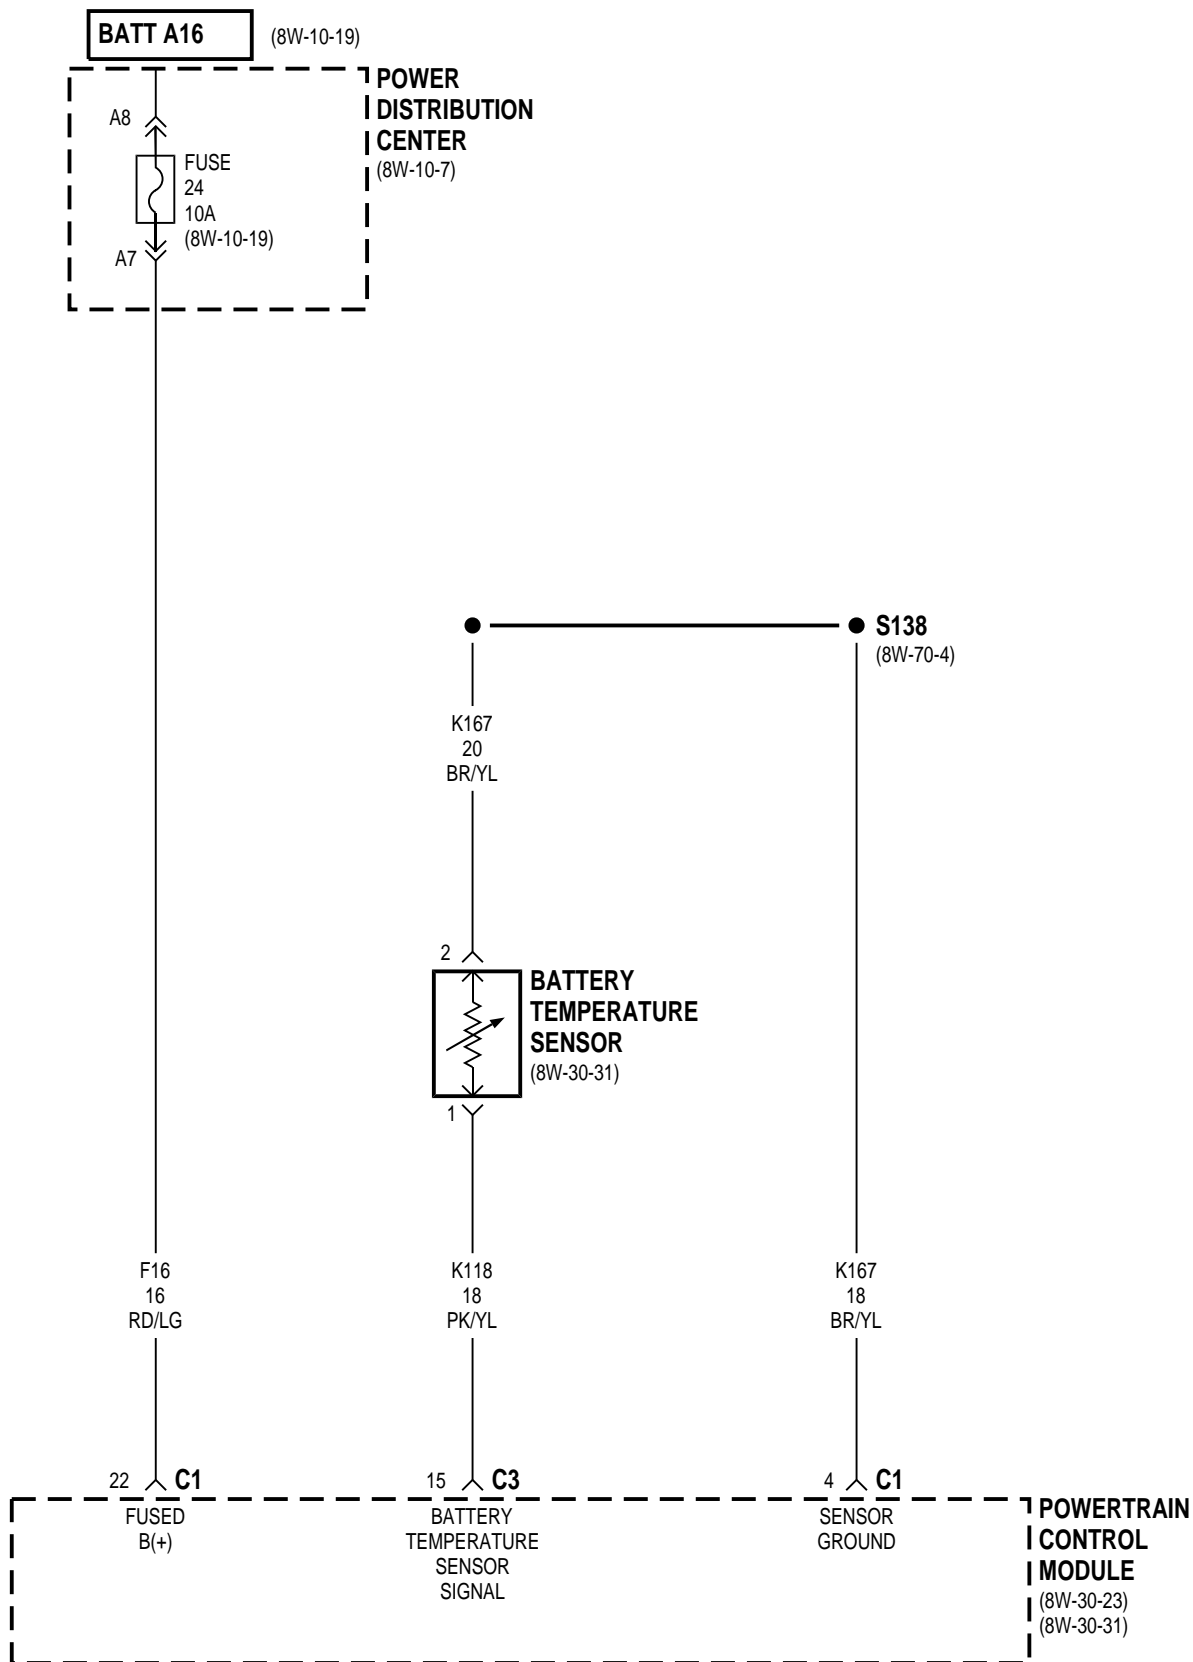 BATT A16
(8W-10-19)
POWER
DISTRIBUTION
CENTER
(8W-10-7)
A8
FUSE
24
10A
(8W-10-19)
A7
S138
(8W-70-4)
K167
20
BR/YL
2
BATTERY
TEMPERATURE
SENSOR
(8W-30-31)
1
F16
16
RD/LG
K118
18
PK/YL
K167
18
BR/YL
22
C1
15
C3
4
C1
FUSED
B(+)
BATTERY
TEMPERATURE
SENSOR
SIGNAL
SENSOR
GROUND
POWERTRAIN
CONTROL
MODULE
(8W-30-23)
(8W-30-31)